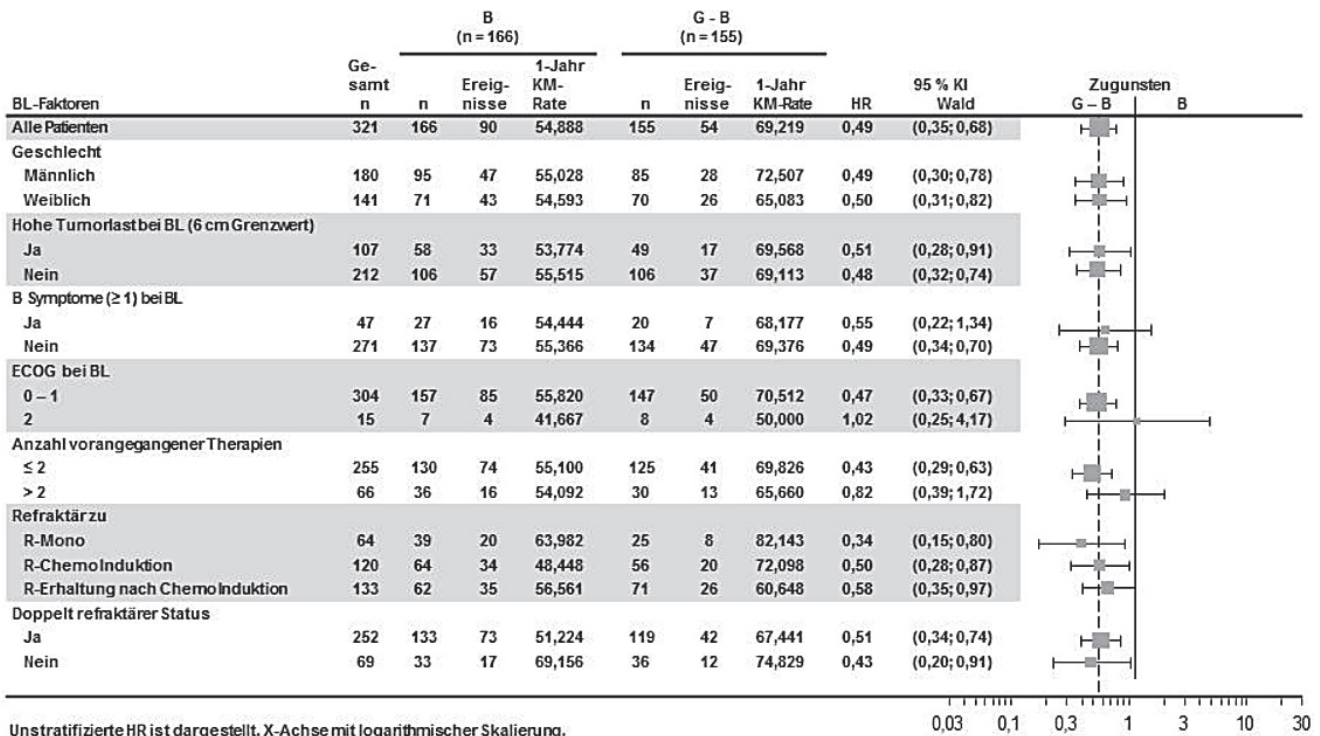 B G - B
(n = 166) (n = 155)
Ge- 1-Jahr
samt Ereig- KM- Ereig- 1-Jahr 95 % KI Zugunsten
BL-Faktoren n n nisse Rate n nisse KM-Rate HR Wald G – B B
Alle Patienten 321 166 90 54,888 155 54 69,219 0,49 (0,35; 0,68)
Geschlecht
Männlich 180 95 47 55,028 85 28 72,507 0,49 (0,30; 0,78)
Weiblich 141 71 43 54,593 70 26 65,083 0,50 (0,31; 0,82)
Hohe Tumorlast bei BL (6 cm Grenzwert)
Ja 107 58 33 53,774 49 17 69,568 0,51 (0,28; 0,91)
Nein 212 106 57 55,515 106 37 69,113 0,48 (0,32; 0,74)
B Symptome (≥ 1) bei BL
Ja 47 27 16 54,444 20 7 68,177 0,55 (0,22; 1,34)
Nein 271 137 73 55,366 134 47 69,376 0,49 (0,34; 0,70)
ECOG bei BL
0 – 1 304 157 85 55,820 147 50 70,512 0,47 (0,33; 0,67)
2 15 7 4 41,667 8 4 50,000 1,02 (0,25; 4,17)
Anzahl vorangegangener Therapien
≤ 2 255 130 74 55,100 125 41 69,826 0,43 (0,29; 0,63)
> 2 66 36 16 54,092 30 13 65,660 0,82 (0,39; 1,72)
Refraktär zu
R-Mono 64 39 20 63,982 25 8 82,143 0,34 (0,15; 0,80)
R-Chemo Induktion 120 64 34 48,448 56 20 72,098 0,50 (0,28; 0,87)
R-Erhaltung nach Chemo Induktion 133 62 35 56,561 71 26 60,648 0,58 (0,35; 0,97)
Doppelt refraktärer Status
Ja 252 133 73 51,224 119 42 67,441 0,51 (0,34; 0,74)
Nein 69 33 17 69,156 36 12 74,829 0,43 (0,20; 0,91)
0,03 0,1 0,3 1 3 10 30
Unstratifizierte HR ist dargestellt. X-Achse mit logarithmischer Skalierung.